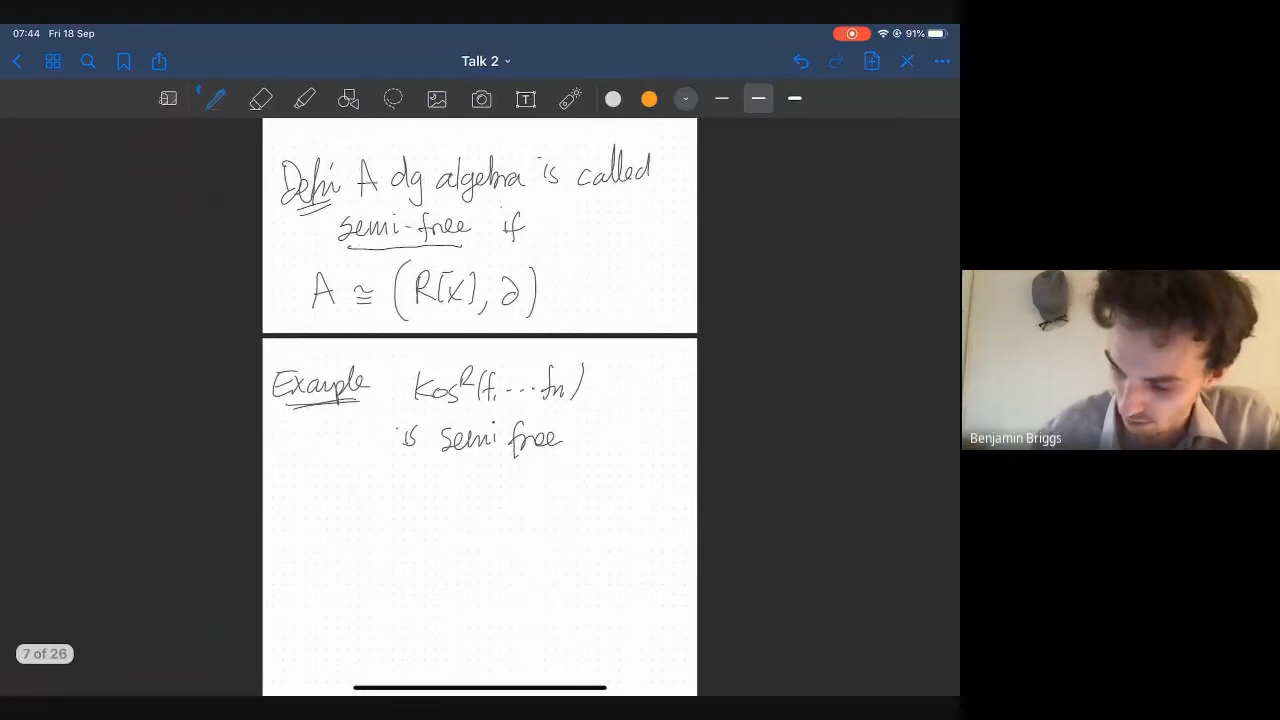 07:44 Fri 18 Sep
91%
Talk 2
T
Defn A dg algebra is called
semi-free if
A ≅ (R[X], ∂)
Example Kos^R(f₁ ... fn)
is semi free
7 of 26
Benjamin Briggs